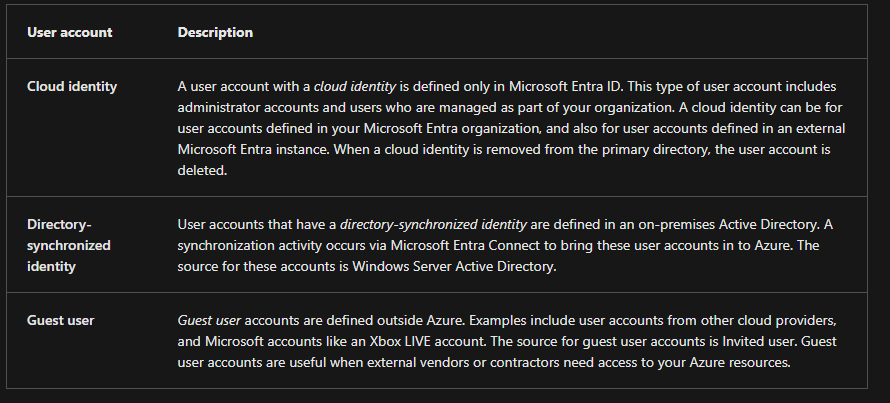 User account Description
Cloud identity A user account with a cloud identity is defined only in Microsoft Entra ID. This type of user account includes
administrator accounts and users who are managed as part of your organization. A cloud identity can be for
user accounts defined in your Microsoft Entra organization, and also for user accounts defined in an external
Microsoft Entra instance. When a cloud identity is removed from the primary directory, the user account is
deleted.
Directory- User accounts that have a directory-synchronized identity are defined in an on-premises Active Directory. A
synchronized synchronization activity occurs via Microsoft Entra Connect to bring these user accounts in to Azure. The
identity source for these accounts is Windows Server Active Directory.
Guest user Guest user accounts are defined outside Azure. Examples include user accounts from other cloud providers,
and Microsoft accounts like an Xbox LIVE account. The source for guest user accounts is Invited user. Guest
user accounts are useful when external vendors or contractors need access to your Azure resources.